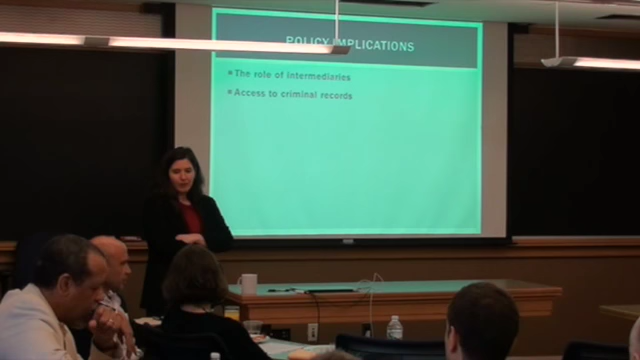 POLICY IMPLICATIONS
The role of intermediaries
Access to criminal records